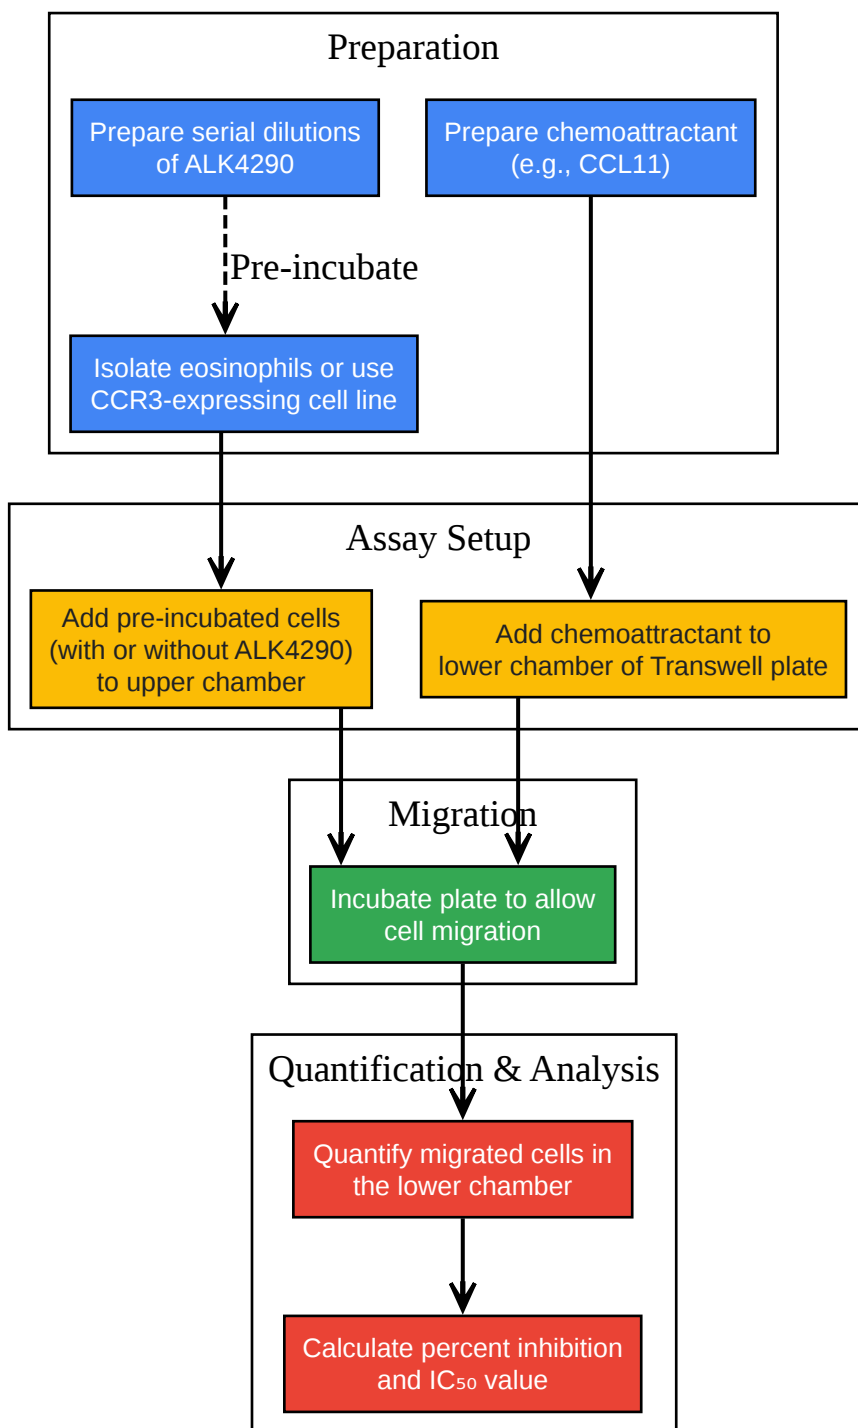 Preparation
Prepare serial dilutions
of ALK4290
Prepare chemoattractant
(e.g., CCL11)
Pre-incubate
Isolate eosinophils or use
CCR3-expressing cell line
Assay Setup
Add pre-incubated cells
(with or without ALK4290)
to upper chamber
Add chemoattractant to
lower chamber of Transwell plate
Migration
Incubate plate to allow
cell migration
Quantification & Analysis
Quantify migrated cells in
the lower chamber
Calculate percent inhibition
and IC₅₀ value